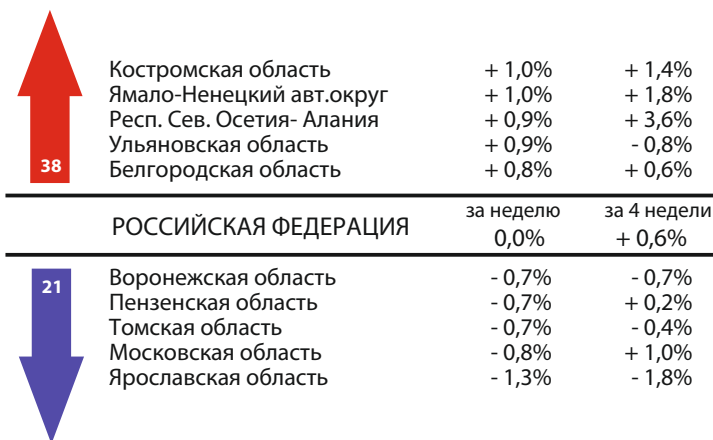 Костромская область + 1,0% + 1,4%
Ямало-Ненецкий авт.округ + 1,0% + 1,8%
Респ. Сев. Осетия- Алания + 0,9% + 3,6%
Ульяновская область + 0,9% - 0,8%
38 Белгородская область + 0,8% + 0,6%
за неделю за 4 недели
РОССИЙСКАЯ ФЕДЕРАЦИЯ 0,0% + 0,6%
21 Воронежская область - 0,7% - 0,7%
Пензенская область - 0,7% + 0,2%
Томская область - 0,7% - 0,4%
Московская область - 0,8% + 1,0%
Ярославская область - 1,3% - 1,8%